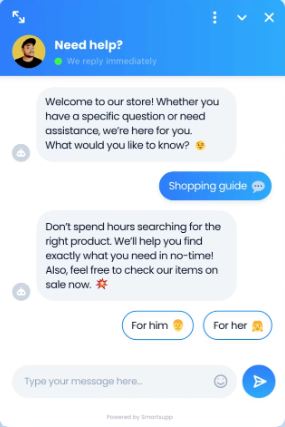 Need help?
We reply immediately
Welcome to our store! Whether you
have a specific question or need
assistance, we're here for you.
What would you like to know? 😉
Shopping guide 💬
Don't spend hours searching for the
right product. We'll help you find
exactly what you need in no-time!
Also, feel free to check our items on
sale now. 💥
For him 👨 For her 👩
Type your message here...
Powered by Smartsupp